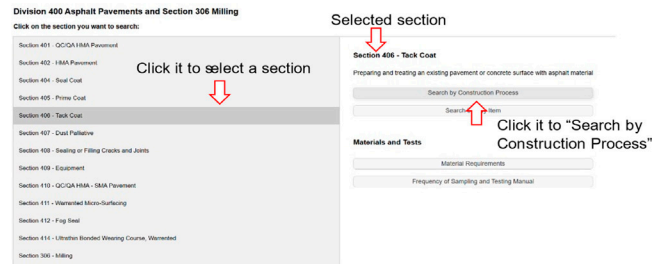 Division 400 Asphalt Pavements and Section 306 Milling
Click on the section you want to search:
Section 401 - QC/QA HMA Pavement
Section 402 - HMA Pavement
Section 404 - Seal Coat
Section 405 - Prime Coat
Section 406 - Tack Coat
Section 407 - Dust Palliative
Section 408 - Sealing or Filling Cracks and Joints
Section 409 - Equipment
Section 410 - QC/QA HMA - SMA Pavement
Section 411 - Warranted Micro-Surfacing
Section 412 - Fog Seal
Section 414 - Ultrathin Bonded Wearing Course, Warranted
Section 306 - Milling
Click it to select a section
Selected section
Section 406 - Tack Coat
Preparing and treating an existing pavement or concrete surface with asphalt material
Search by Construction Process
Search Item
Click it to “Search by
Construction Process”
Materials and Tests
Material Requirements
Frequency of Sampling and Testing Manual